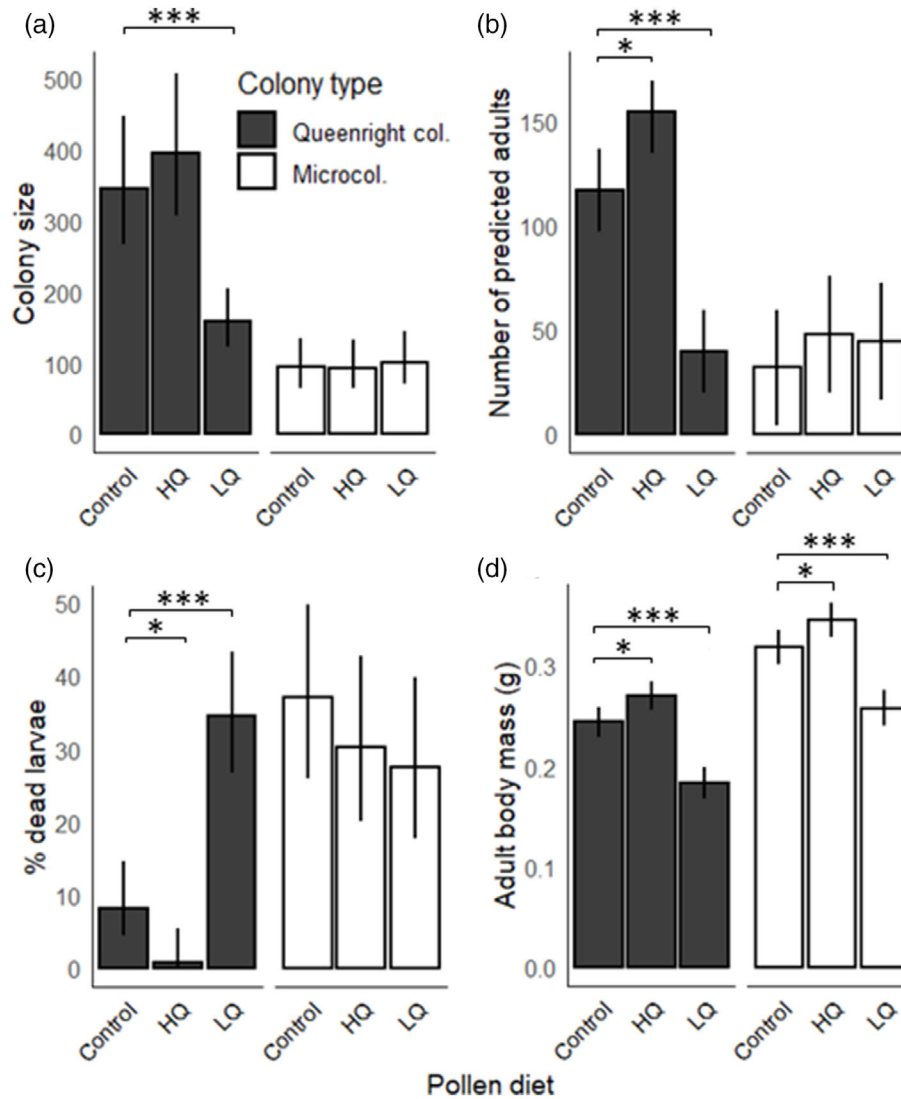 (a)
***
Colony size
500
400
300
200
100
0
Colony type
Queenright col.
Microcol.
Control HQ LQ Control HQ LQ
(b)
***
*
Number of predicted adults
150
100
50
0
Control HQ LQ Control HQ LQ
(c)
***
*
% dead larvae
50
40
30
20
10
0
Control HQ LQ Control HQ LQ
(d)
***
*
***
*
Adult body mass (g)
0.3
0.2
0.1
0.0
Control HQ LQ Control HQ LQ
Pollen diet